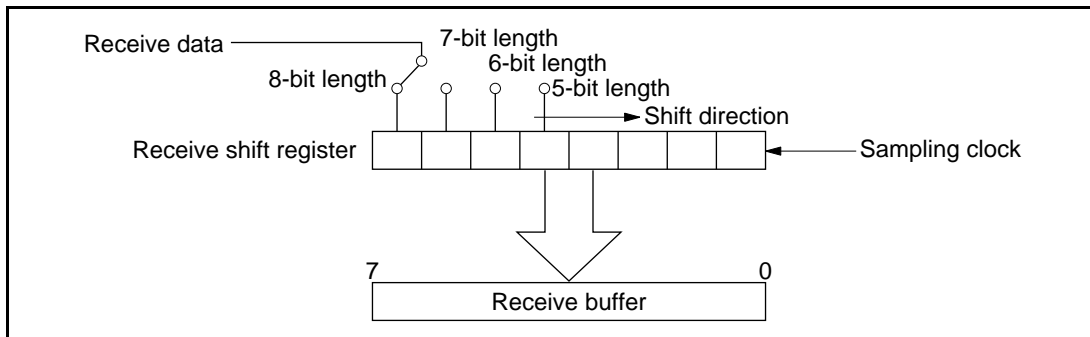 Receive data
7-bit length
6-bit length
8-bit length
5-bit length
Shift direction
Receive shift register
Sampling clock
7
0
Receive buffer